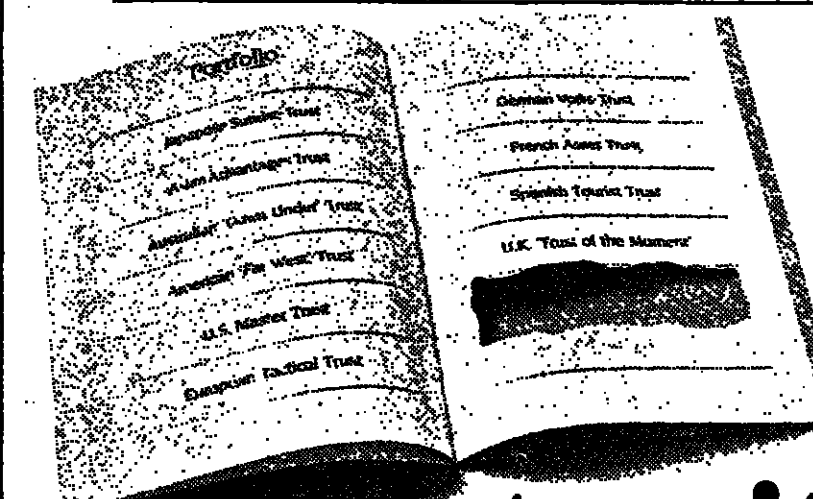 Portfolio
Japanese Sunrise Trust
Asian Advantages Trust
Australian 'Down Under' Trust
American 'Far West' Trust
U.S. Master Trust
European Tactical Trust
German Volks Trust
French Trust
Spanish Tourist Trust
U.K. 'Trust of the Moment'